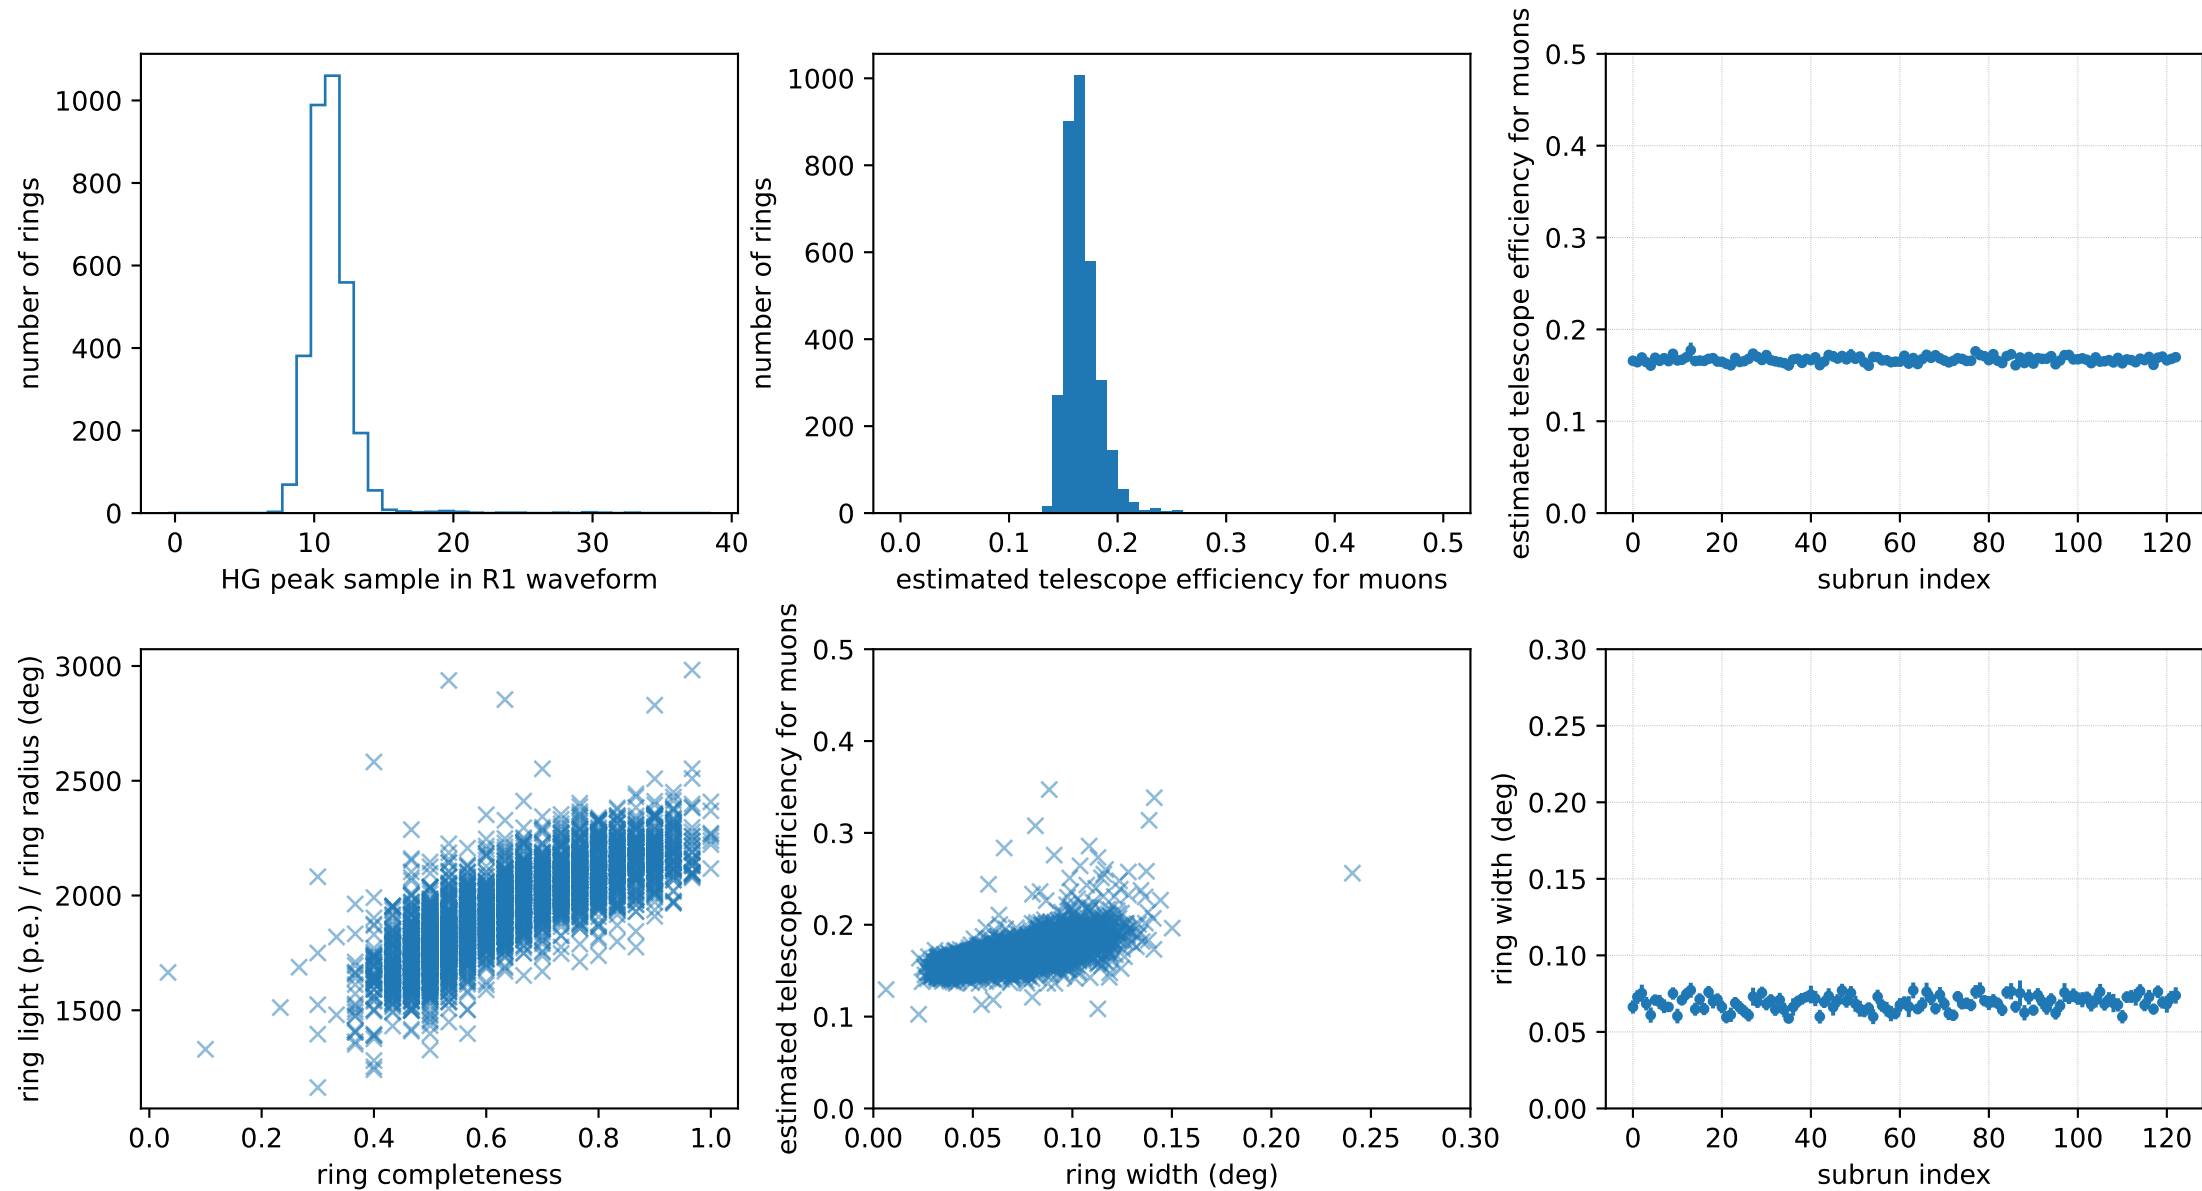 number of rings
1000
800
600
400
200
0
0 10 20 30 40
HG peak sample in R1 waveform
number of rings
1000
800
600
400
200
0
0.0 0.1 0.2 0.3 0.4 0.5
estimated telescope efficiency for muons
estimated telescope efficiency for muons
0.5
0.4
0.3
0.2
0.1
0.0
0 20 40 60 80 100 120
subrun index
ring light (p.e.) / ring radius (deg)
3000
2500
2000
1500
0.0 0.2 0.4 0.6 0.8 1.0
ring completeness
estimated telescope efficiency for muons
0.5
0.4
0.3
0.2
0.1
0.0
0.00 0.05 0.10 0.15 0.20 0.25 0.30
ring width (deg)
ring width (deg)
0.30
0.25
0.20
0.15
0.10
0.05
0.00
0 20 40 60 80 100 120
subrun index